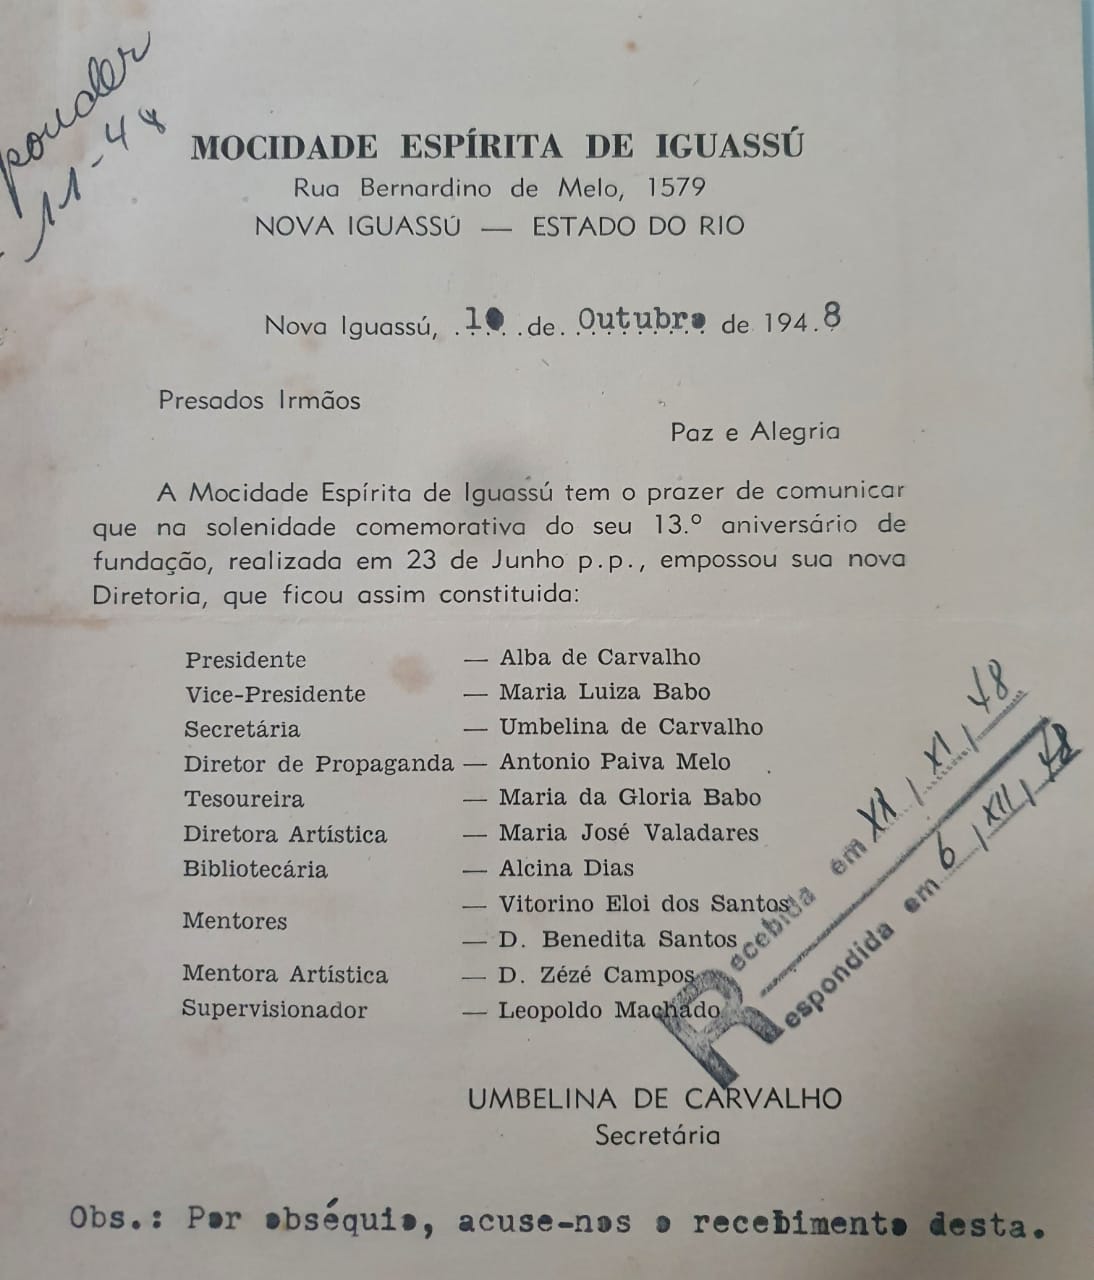 ponder
11-48
MOCIDADE ESPÍRITA DE IGUASSÚ
Rua Bernardino de Melo, 1579
NOVA IGUASSÚ — ESTADO DO RIO
Nova Iguassú, 10 de Outubro de 1948
Presados Irmãos
Paz e Alegria
A Mocidade Espírita de Iguassú tem o prazer de comunicar
que na solenidade comemorativa do seu 13.º aniversário de
fundação, realizada em 23 de Junho p.p., empossou sua nova
Diretoria, que ficou assim constituida:
Presidente — Alba de Carvalho
Vice-Presidente — Maria Luiza Babo
Secretária — Umbelina de Carvalho
Diretor de Propaganda — Antonio Paiva Melo
Tesoureira — Maria da Gloria Babo
Diretora Artística — Maria José Valadares
Bibliotecária — Alcina Dias
Mentores — Vitorino Eloi dos Santos
— D. Benedita Santos
Mentora Artística — D. Zézé Campos
Supervisionador — Leopoldo Machado
Recebida em XI 48
Respondida em 6 XII 48
UMBELINA DE CARVALHO
Secretária
Obs.: Por obséquio, acuse-nos o recebimento desta.